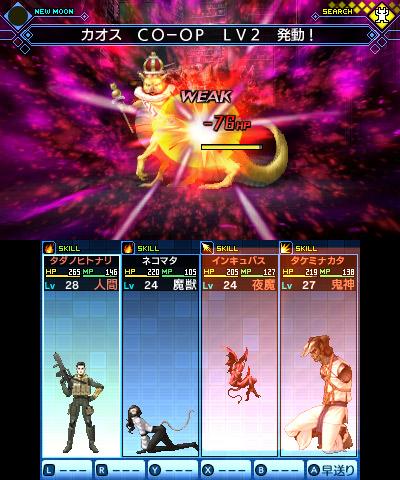 NEW MOON
SEARCH
カオス CO-OP LV2 発動！
WEAK
-76HP
SKILL
タダノヒトナリ
HP 265 MP 146
Lv 28 人間
SKILL
ネコマタ
HP 220 MP 105
Lv 24 魔獣
SKILL
インキュバス
HP 205 MP 127
Lv 24 夜魔
SKILL
タケミナカタ
HP 219 MP 138
Lv 27 鬼神
L ---
R ---
Y ---
X ---
B ---
A 早送り